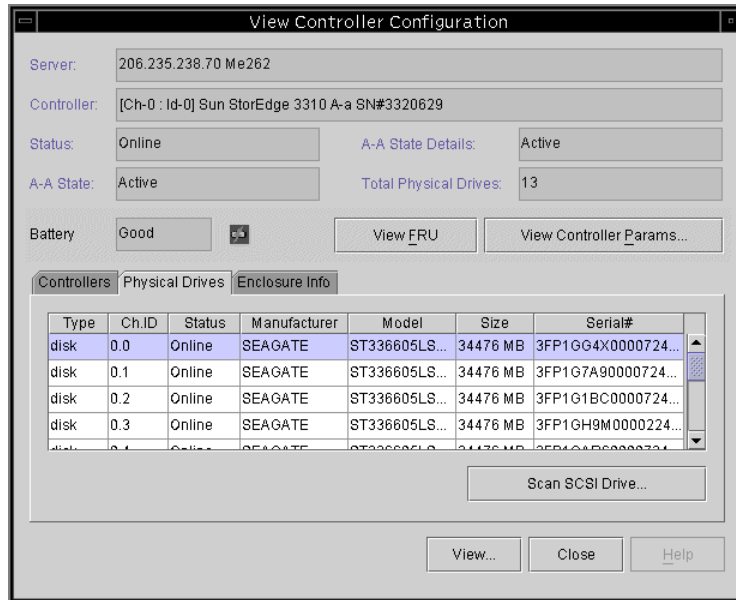 View Controller Configuration
Server: 206.235.238.70 Me262
Controller: [Ch-0 : Id-0] Sun StorEdge 3310 A-a SN#3320629
Status: Online A-A State Details: Active
A-A State: Active Total Physical Drives: 13
Battery Good View FRU View Controller Params...
Controllers Physical Drives Enclosure Info
Type Ch.ID Status Manufacturer Model Size Serial#
disk 0.0 Online SEAGATE ST336605LS... 34476 MB 3FP1GG4X0000724...
disk 0.1 Online SEAGATE ST336605LS... 34476 MB 3FP1G7A90000724...
disk 0.2 Online SEAGATE ST336605LS... 34476 MB 3FP1G1BC0000724...
disk 0.3 Online SEAGATE ST336605LS... 34476 MB 3FP1GH9M0000224...
Scan SCSI Drive...
View... Close Help